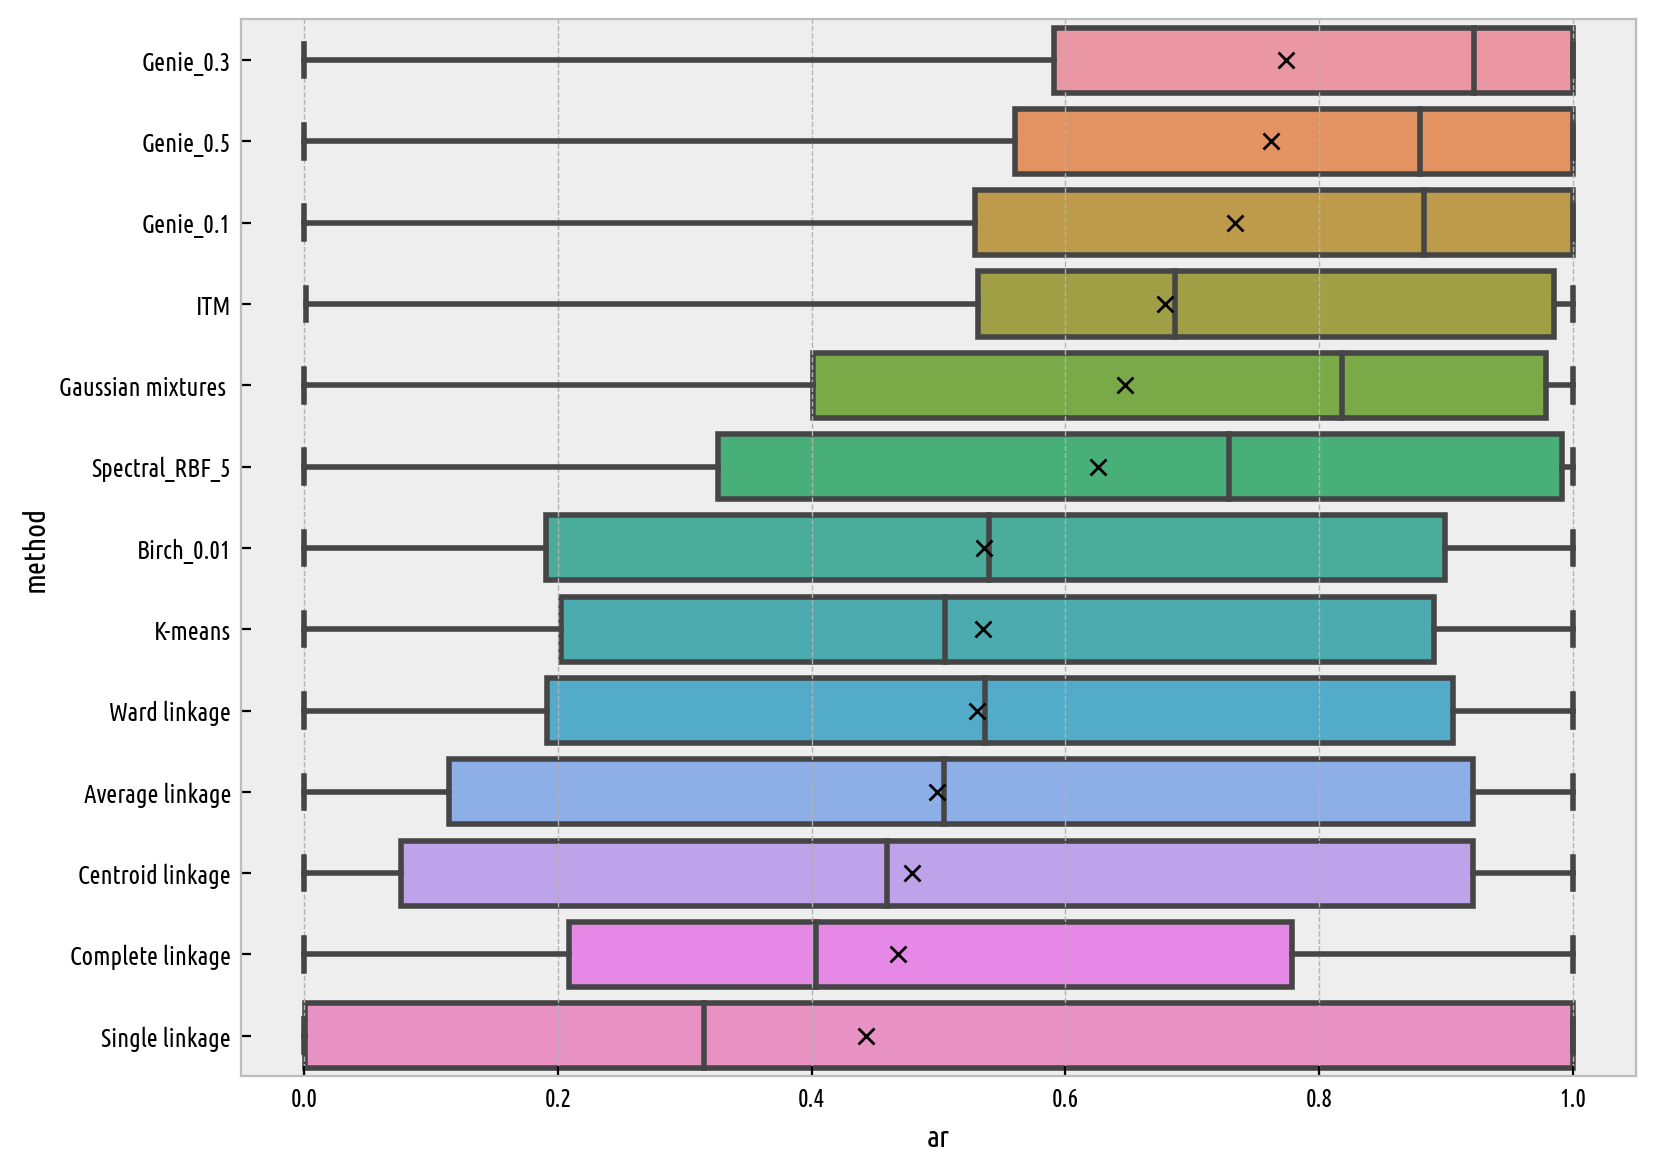 Genie_0.3
Genie_0.5
Genie_0.1
ITM
Gaussian mixtures
Spectral_RBF_5
Birch_0.01
K-means
Ward linkage
Average linkage
Centroid linkage
Complete linkage
Single linkage
method
0.0 0.2 0.4 0.6 0.8 1.0
ar